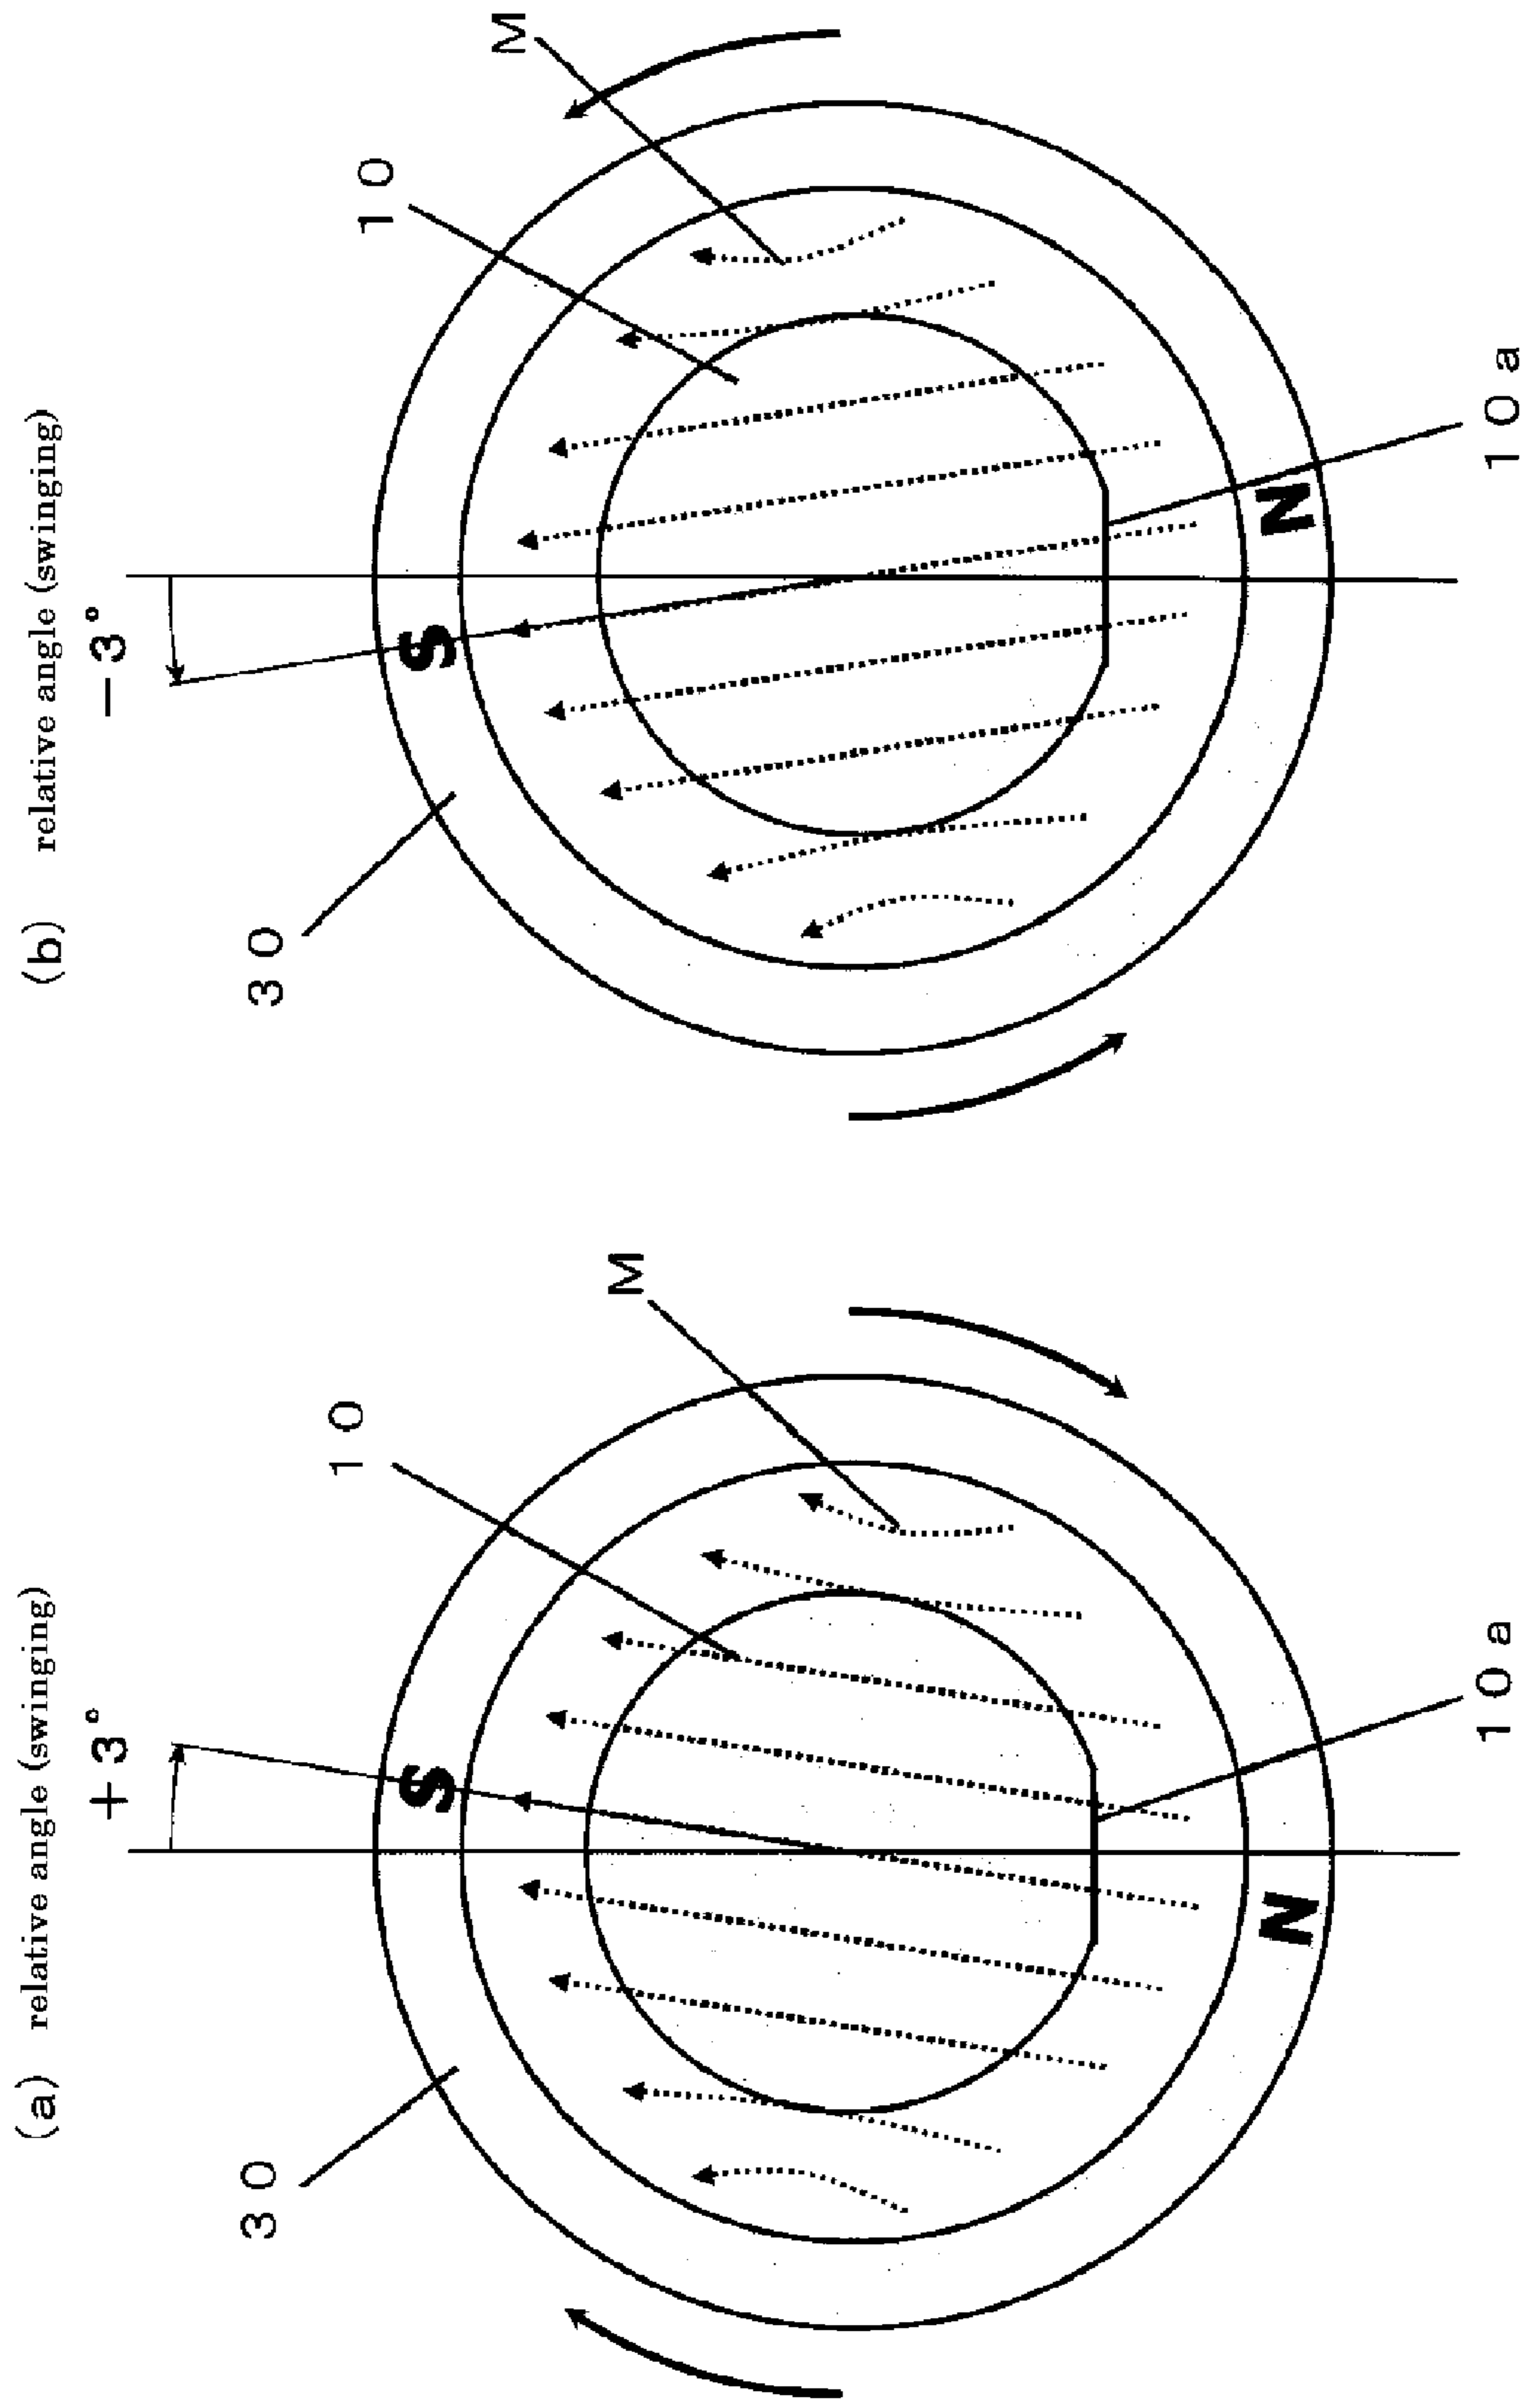 (a) relative angle (swinging)
+3°
30
10
M
S
N
10a
(b) relative angle (swinging)
−3°
30
10
M
S
N
10a